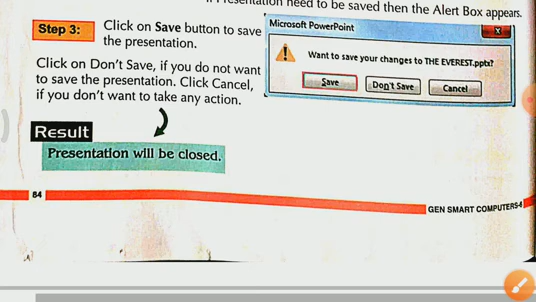 If Presentation need to be saved then the Alert Box appears.
Step 3:
Click on Save button to save
the presentation.
Click on Don't Save, if you do not want
to save the presentation. Click Cancel,
if you don't want to take any action.
Microsoft PowerPoint
x
Want to save your changes to THE EVEREST.pptx?
Save
Don't Save
Cancel
Result
Presentation will be closed.
84
GEN SMART COMPUTERS-4